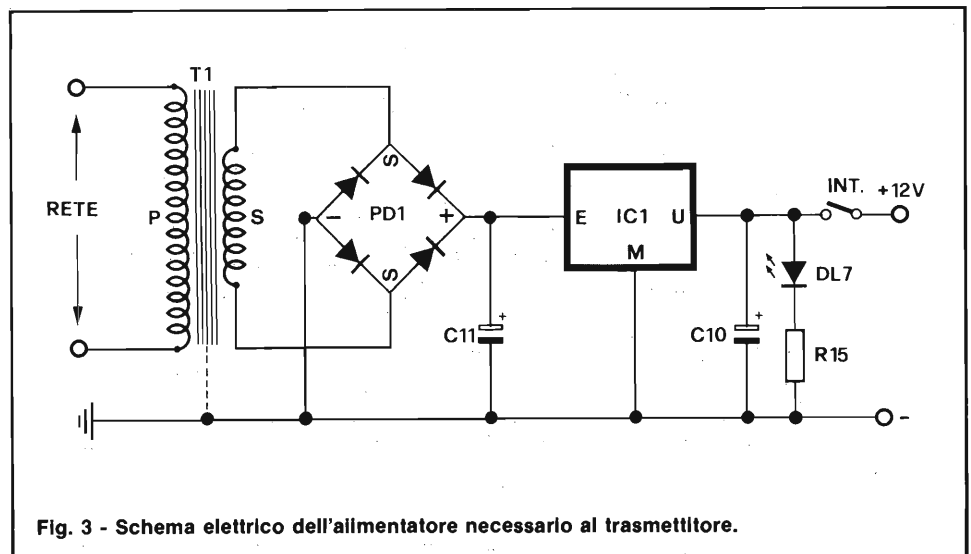 T1
RETE
P
S
S
PD1
-
+
S
E IC1 U
M
INT. +12V
+
C11
+
C10
DL7
R15
-
Fig. 3 - Schema elettrico dell'alimentatore necessario al trasmettitore.